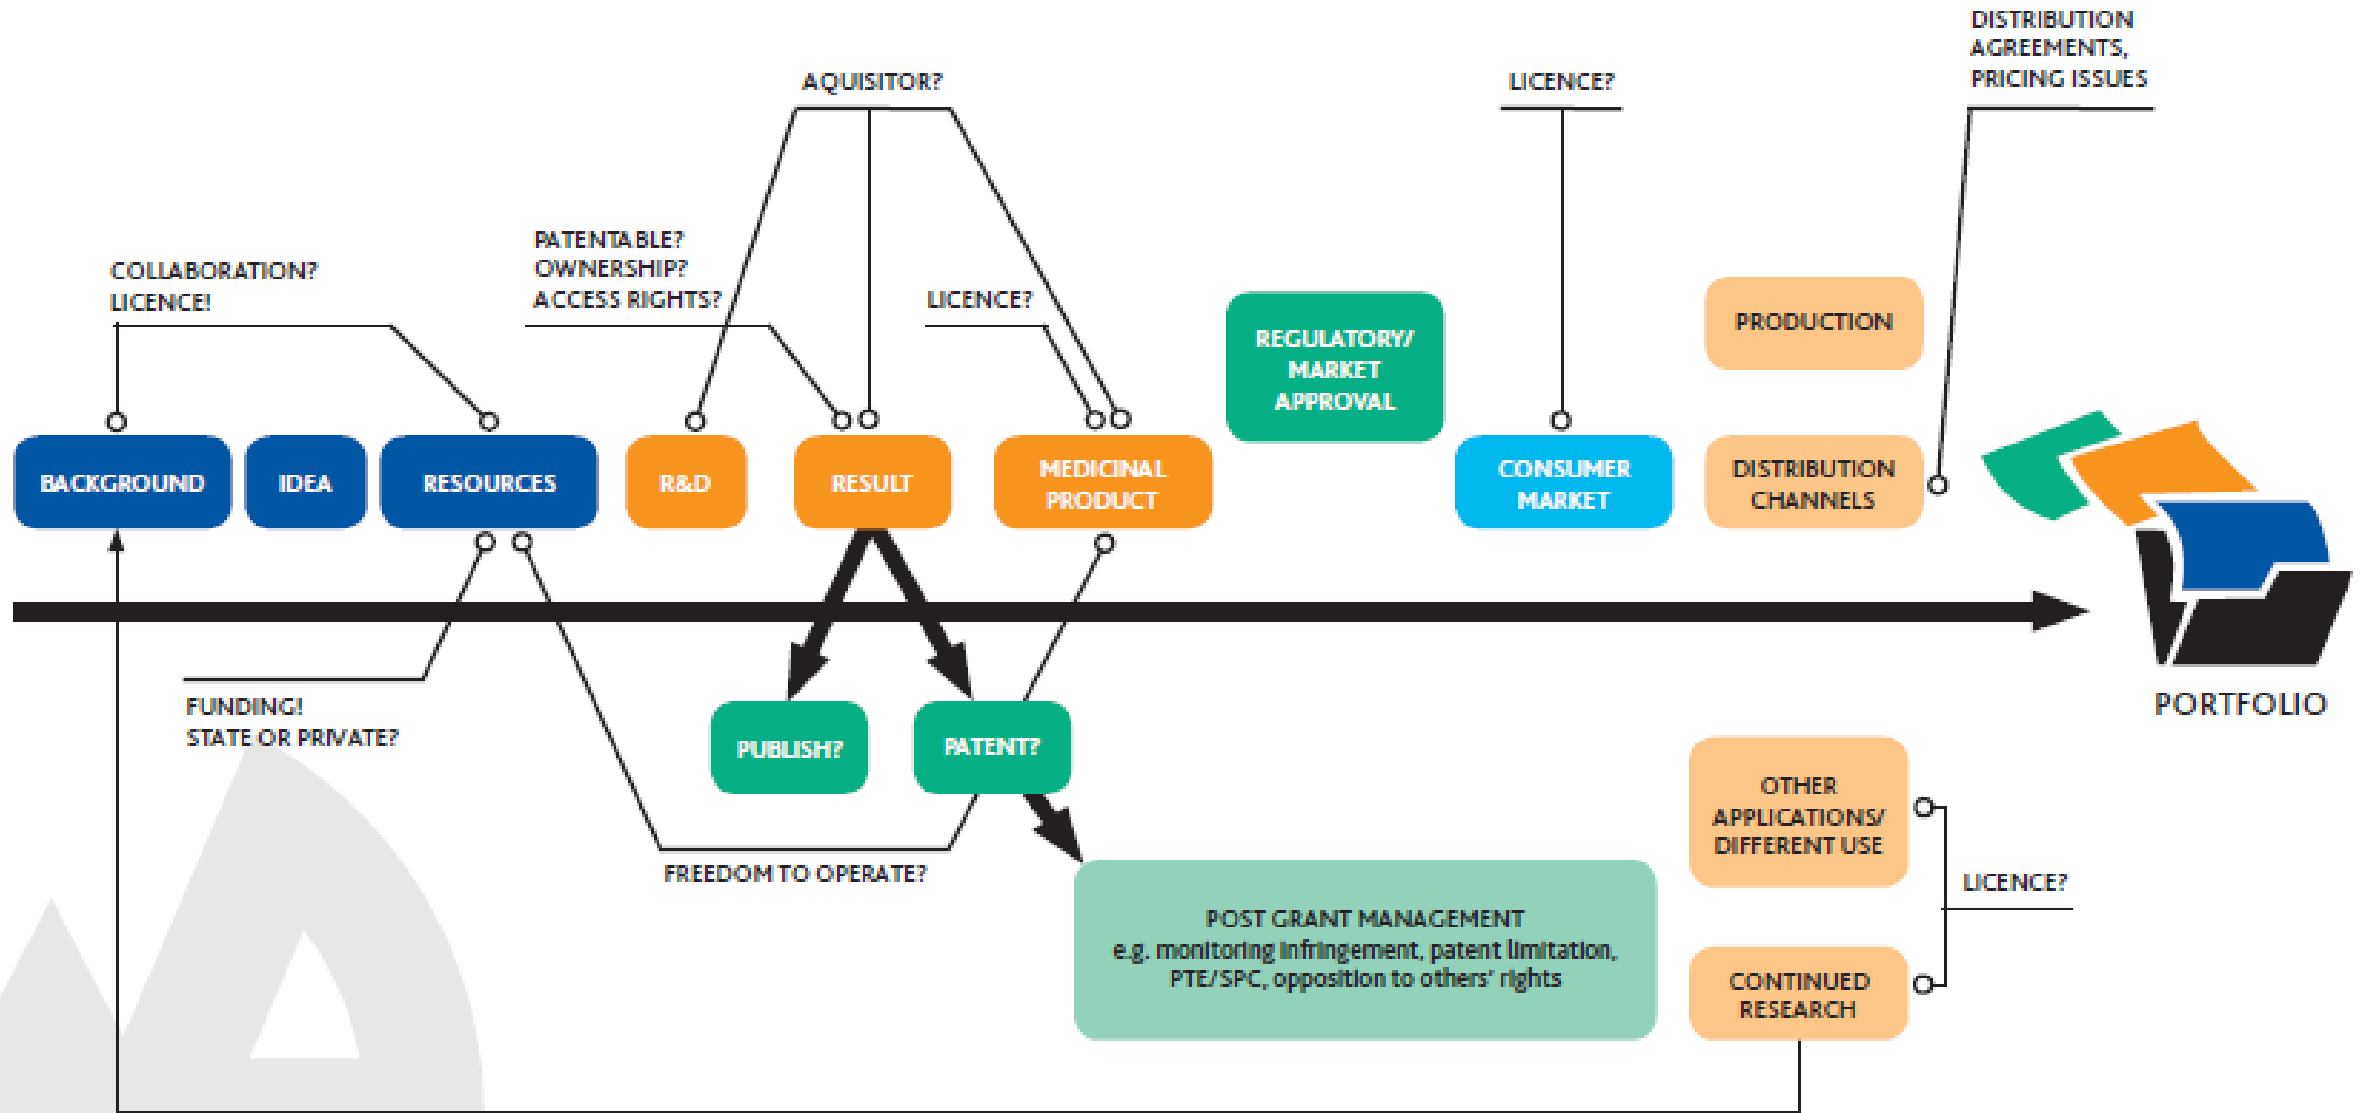 DISTRIBUTION
AGREEMENTS,
PRICING ISSUES
AQUISITOR?
LICENCE?
PATENTABLE?
OWNERSHIP?
ACCESS RIGHTS?
COLLABORATION?
LICENCE!
LICENCE?
REGULATORY/
MARKET
APPROVAL
PRODUCTION
BACKGROUND
IDEA
RESOURCES
R&D
RESULT
MEDICINAL
PRODUCT
CONSUMER
MARKET
DISTRIBUTION
CHANNELS
PORTFOLIO
FUNDING!
STATE OR PRIVATE?
PUBLISH?
PATENT?
FREEDOM TO OPERATE?
OTHER
APPLICATIONS/
DIFFERENT USE
LICENCE?
POST GRANT MANAGEMENT
e.g. monitoring infringement, patent limitation,
PTE/SPC, opposition to others' rights
CONTINUED
RESEARCH